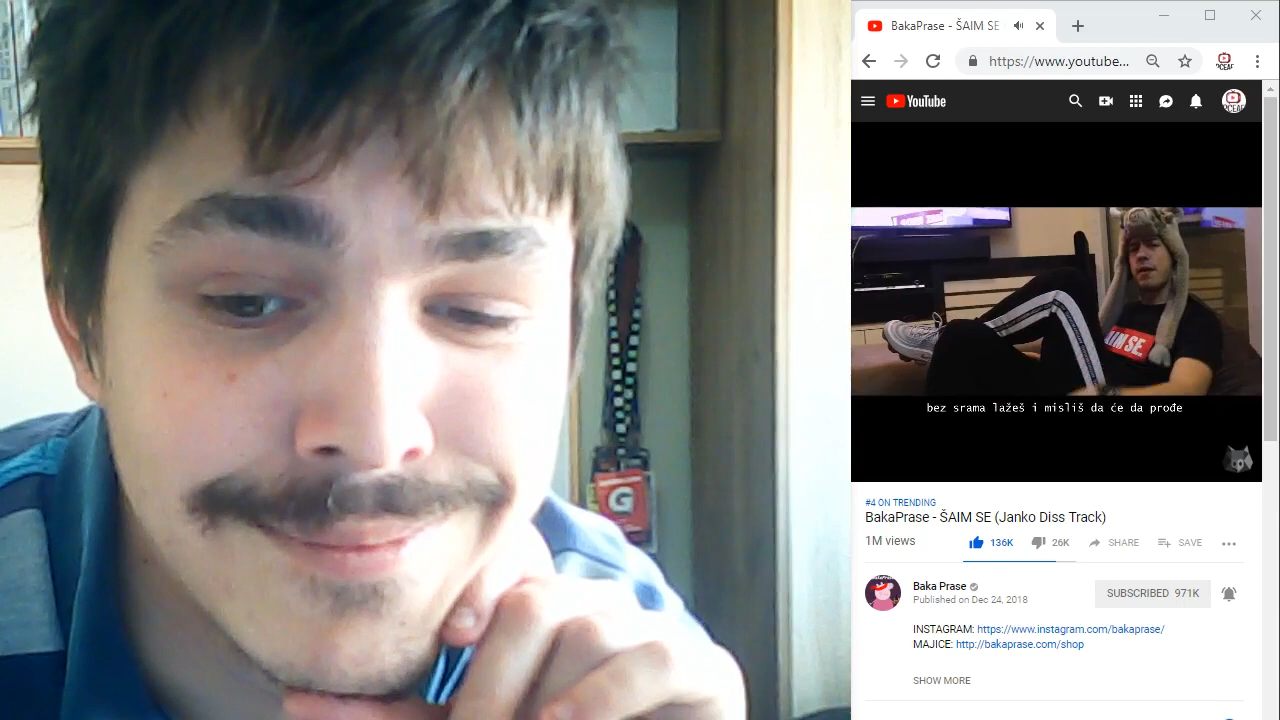 BakaPrase - ŠAIM SE
https://www.youtube...
YouTube
AIM SE.
bez srama lažeš i misliš da će da prođe
G
#4 ON TRENDING
BakaPrase - ŠAIM SE (Janko Diss Track)
1M views
136K
26K
SHARE
SAVE
Baka Prase
Published on Dec 24, 2018
SUBSCRIBED 971K
INSTAGRAM: https://www.instagram.com/bakaprase/
MAJICE: http://bakaprase.com/shop
SHOW MORE